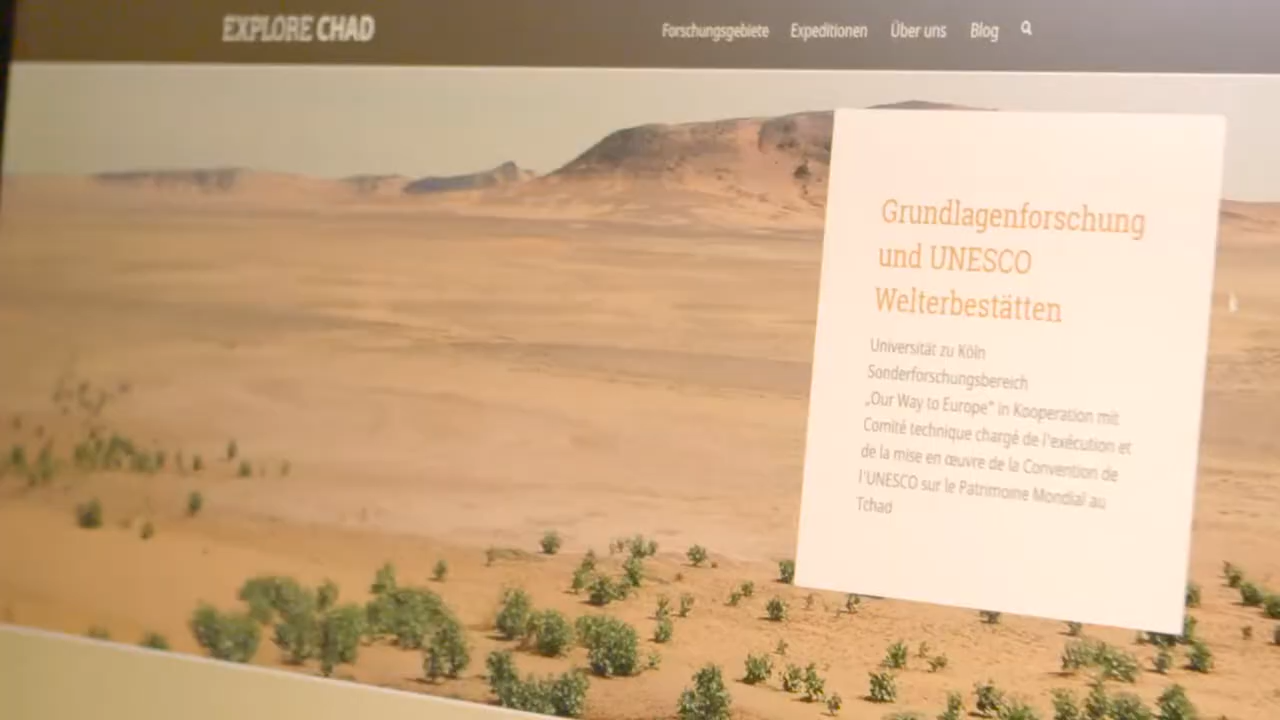 EXPLORE CHAD
Forschungsgebiete Expeditionen Über uns Blog
Grundlagenforschung
und UNESCO
Welterbestätten
Universität zu Köln
Sonderforschungsbereich
„Our Way to Europe“ in Kooperation mit
Comité technique chargé de l'exécution et
de la mise en œuvre de la Convention de
l'UNESCO sur le Patrimoine Mondial au
Tchad